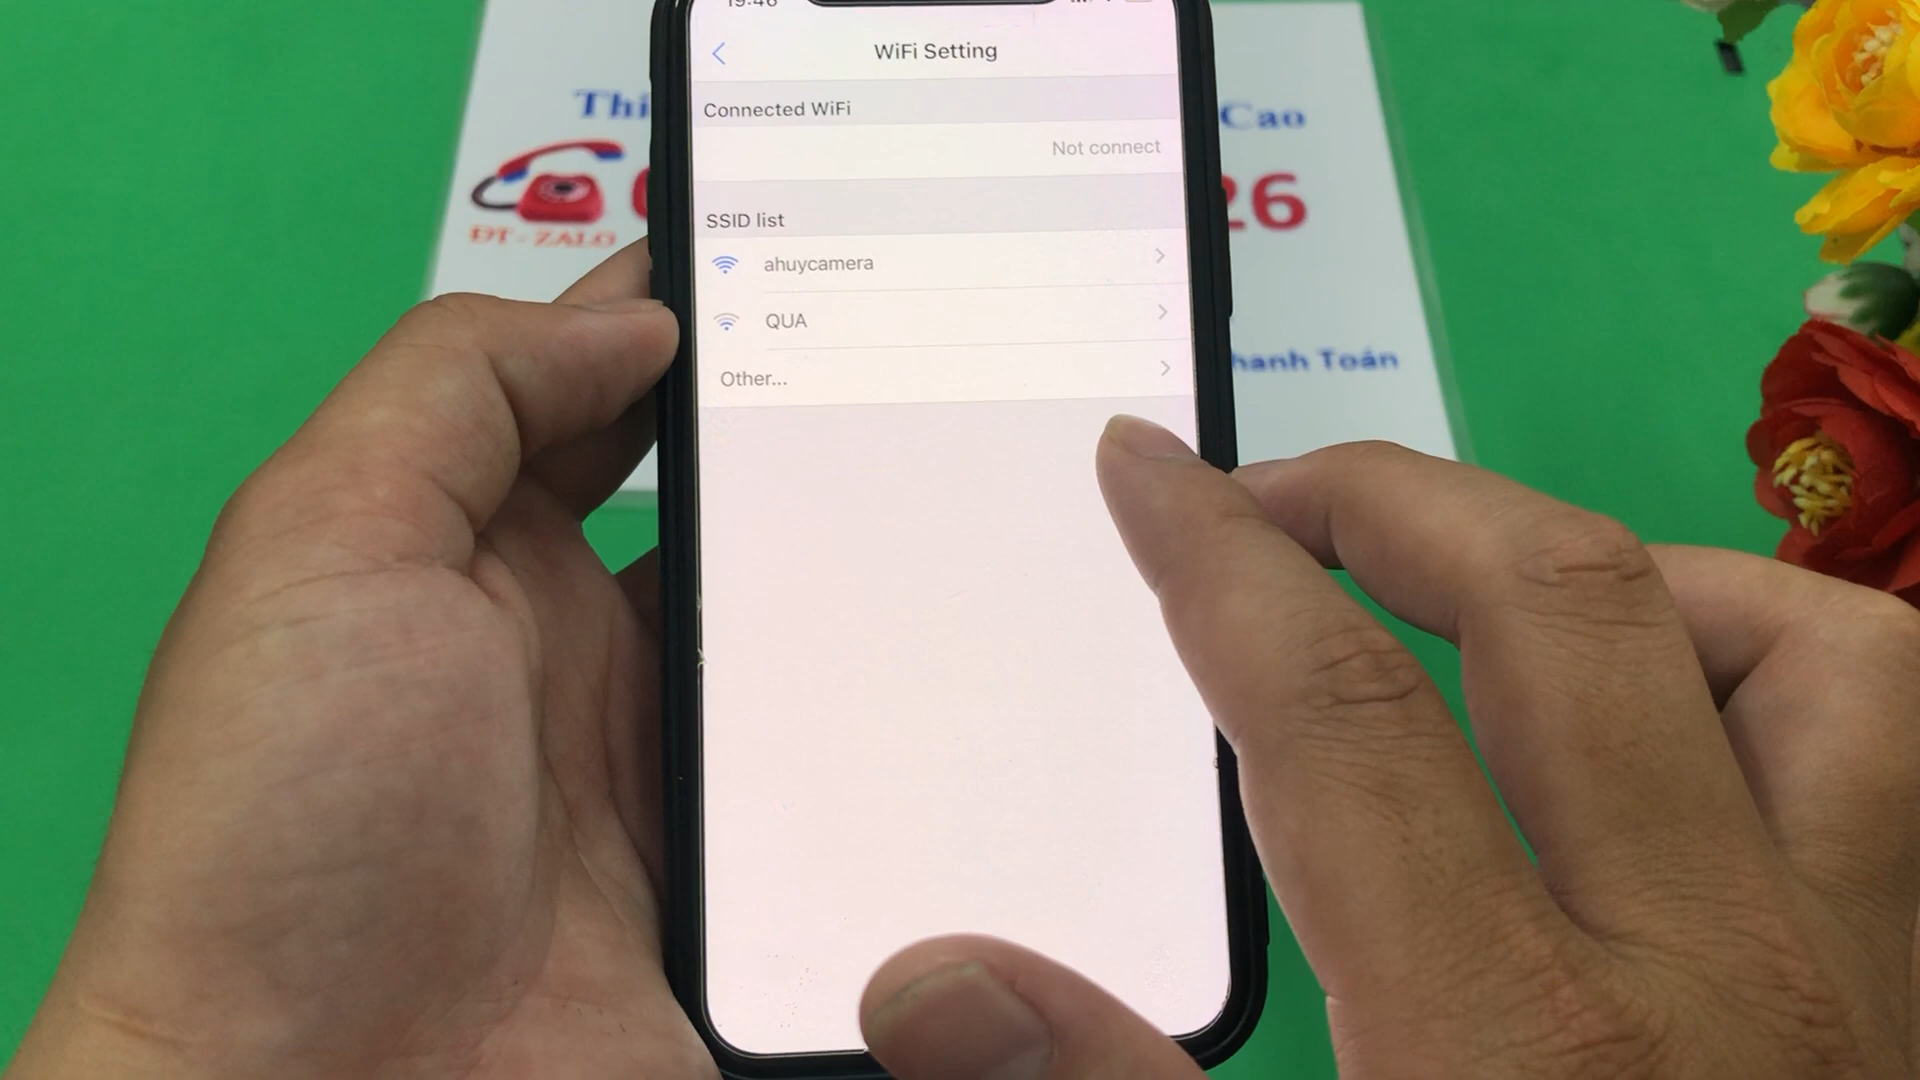 19:46
WiFi Setting
Connected WiFi
Not connect
SSID list
ahuycamera
QUA
Other...
Thi
Cao
26
ĐT - ZALO
hanh Toán